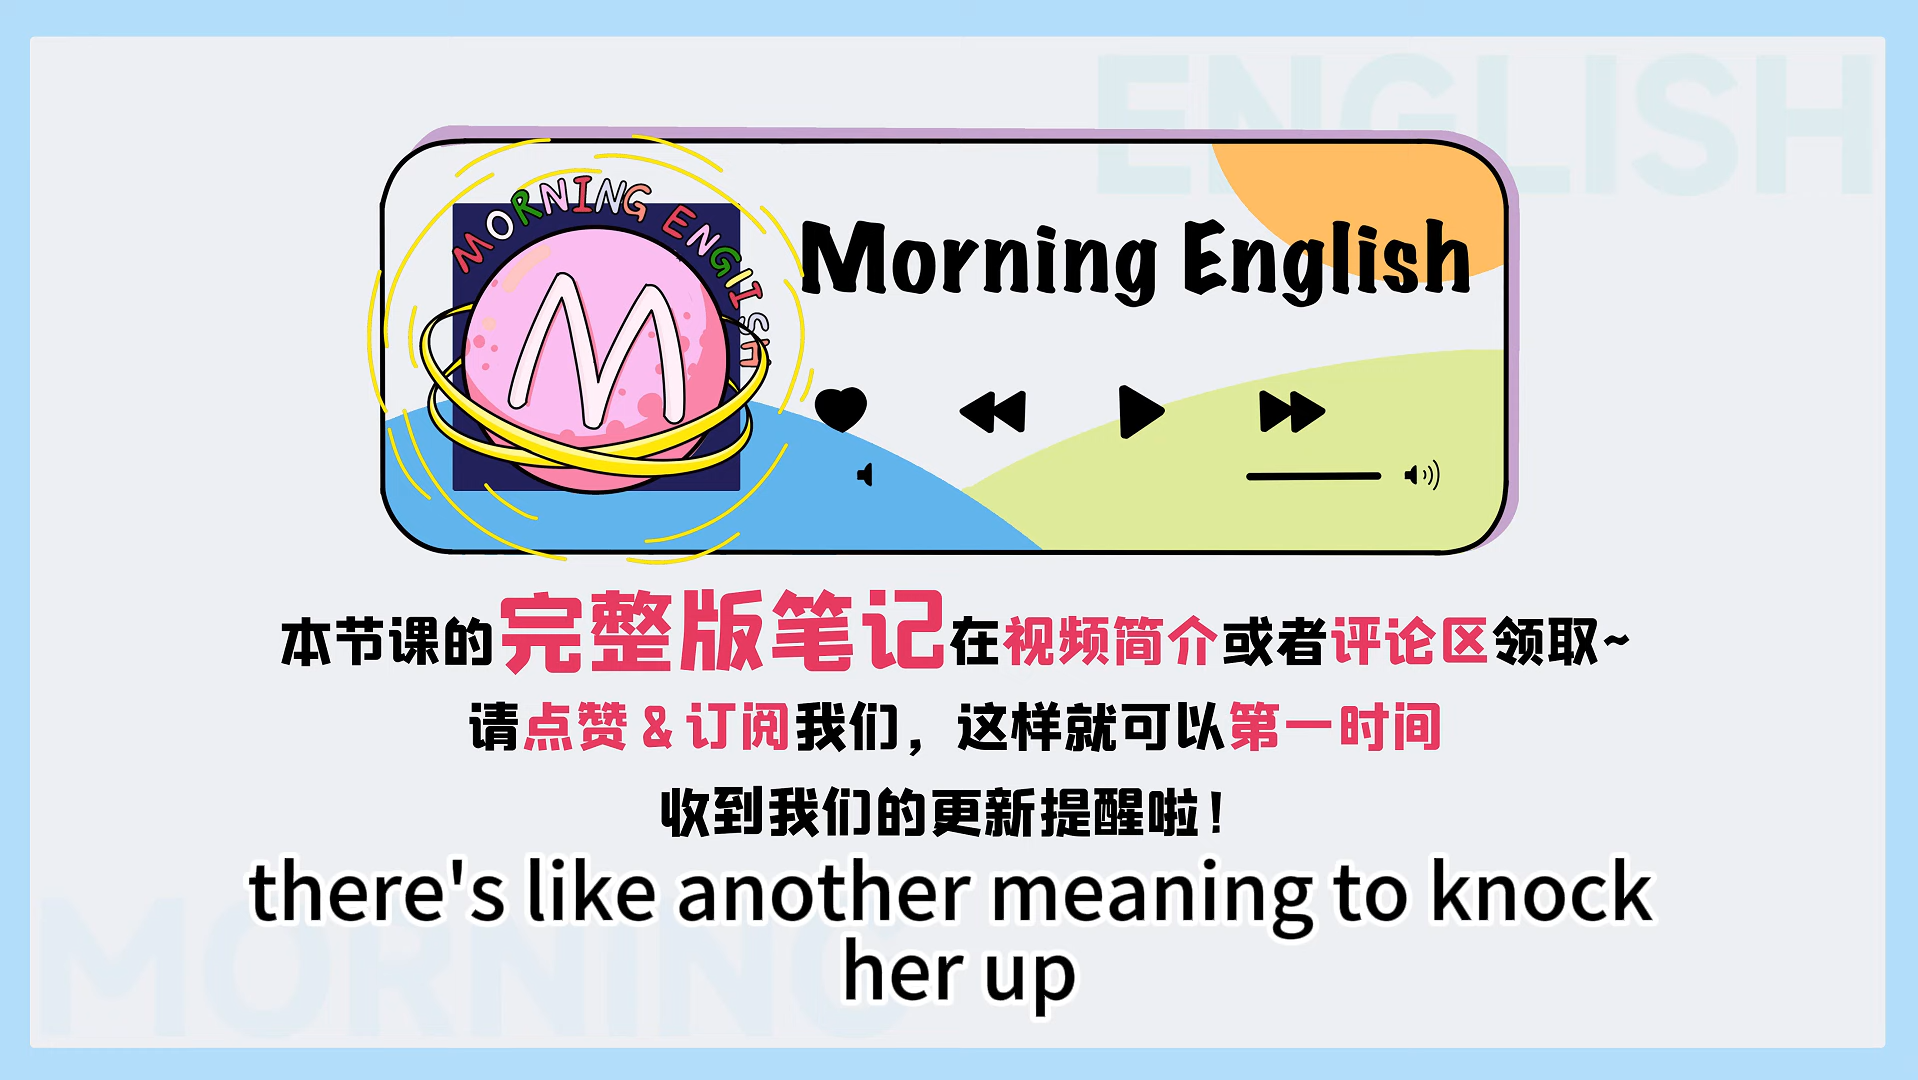 ENGLISH
MORNING ENGLISH
M
Morning English
本节课的完整版笔记在视频简介或者评论区领取~
请点赞&订阅我们，这样就可以第一时间
收到我们的更新提醒啦！
there's like another meaning to knock
her up
MORNING